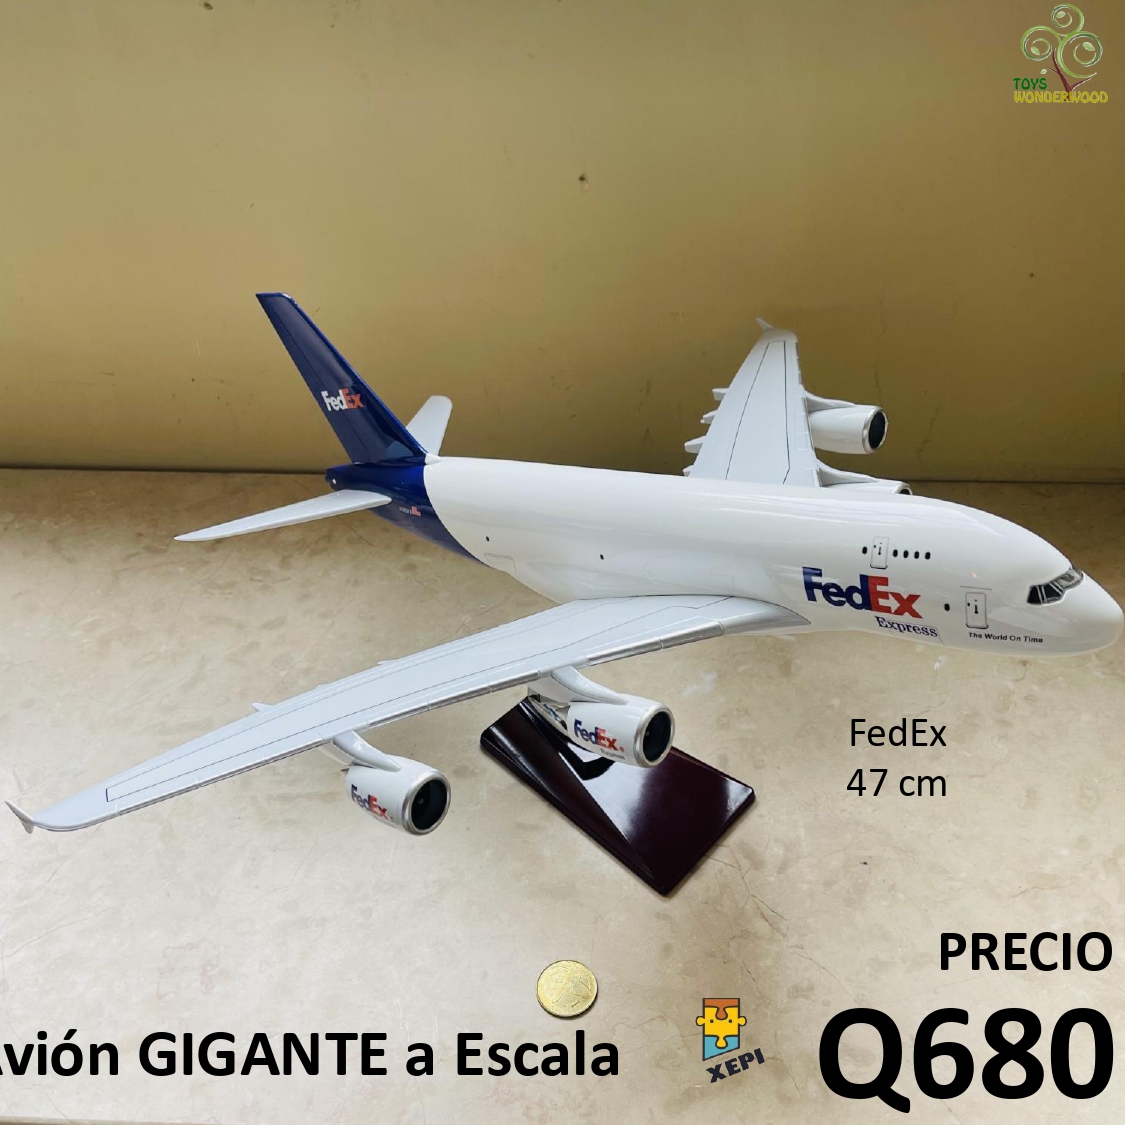 TOYS
WONDERWOOD
FedEx
FedEx
Express
The World On Time
FedEx
Express
FedEx
FedEx
47 cm
PRECIO
Avión GIGANTE a Escala
XEPI
Q680